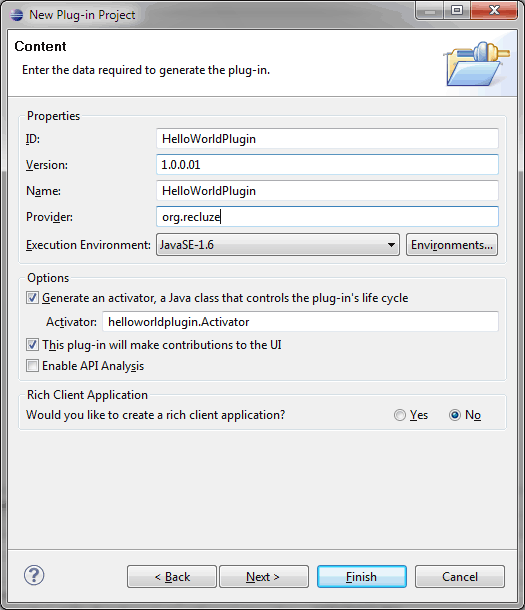 New Plug-in Project
Content
Enter the data required to generate the plug-in.
Properties
ID: HelloWorldPlugin
Version: 1.0.0.01
Name: HelloWorldPlugin
Provider: org.recluze
Execution Environment: JavaSE-1.6 Environments...
Options
Generate an activator, a Java class that controls the plug-in's life cycle
Activator: helloworldplugin.Activator
This plug-in will make contributions to the UI
Enable API Analysis
Rich Client Application
Would you like to create a rich client application? Yes No
? < Back Next > Finish Cancel